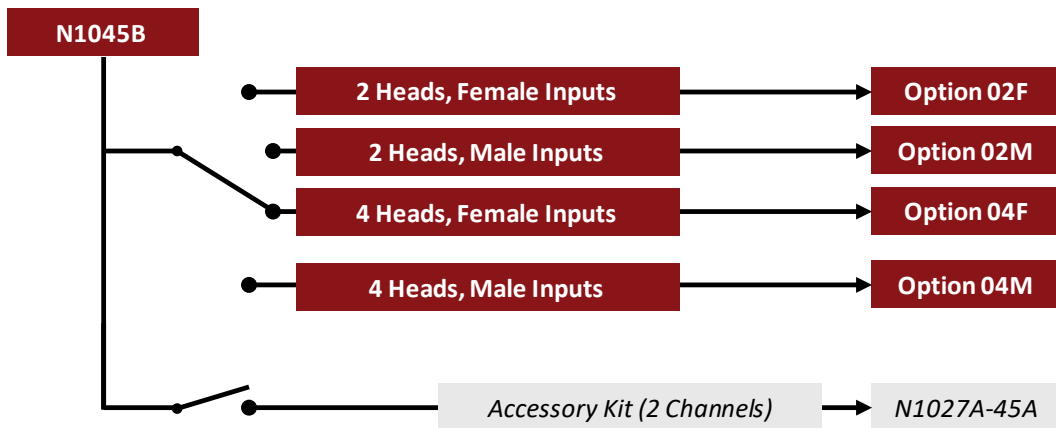 N1045B
2 Heads, Female Inputs
Option 02F
2 Heads, Male Inputs
Option 02M
4 Heads, Female Inputs
Option 04F
4 Heads, Male Inputs
Option 04M
Accessory Kit (2 Channels)
N1027A-45A